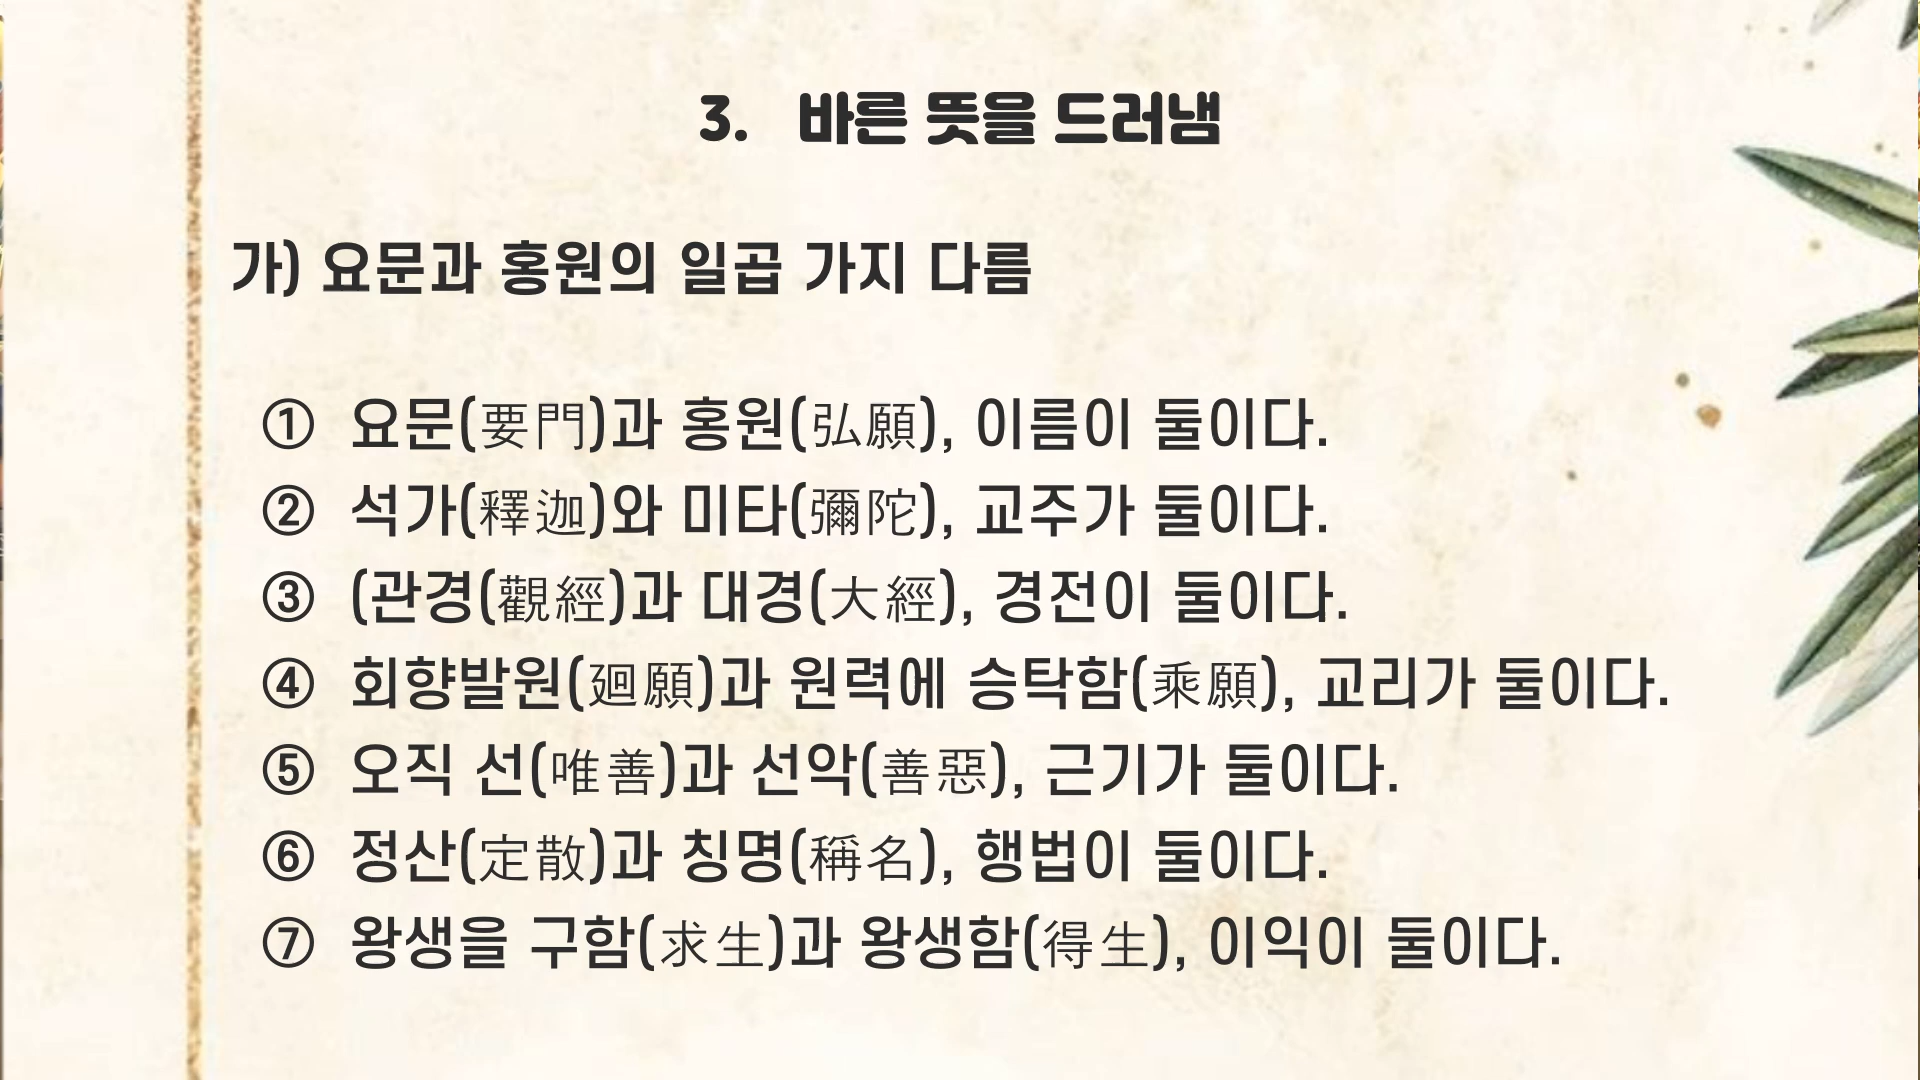 3. 바른 뜻을 드러냄
가) 요문과 홍원의 일곱 가지 다름
① 요문(要門)과 홍원(弘願), 이름이 둘이다.
② 석가(釋迦)와 미타(彌陀), 교주가 둘이다.
③ (관경(觀經)과 대경(大經), 경전이 둘이다.
④ 회향발원(廻願)과 원력에 승탁함(乘願), 교리가 둘이다.
⑤ 오직 선(唯善)과 선악(善惡), 근기가 둘이다.
⑥ 정산(定散)과 칭명(稱名), 행법이 둘이다.
⑦ 왕생을 구함(求生)과 왕생함(得生), 이익이 둘이다.